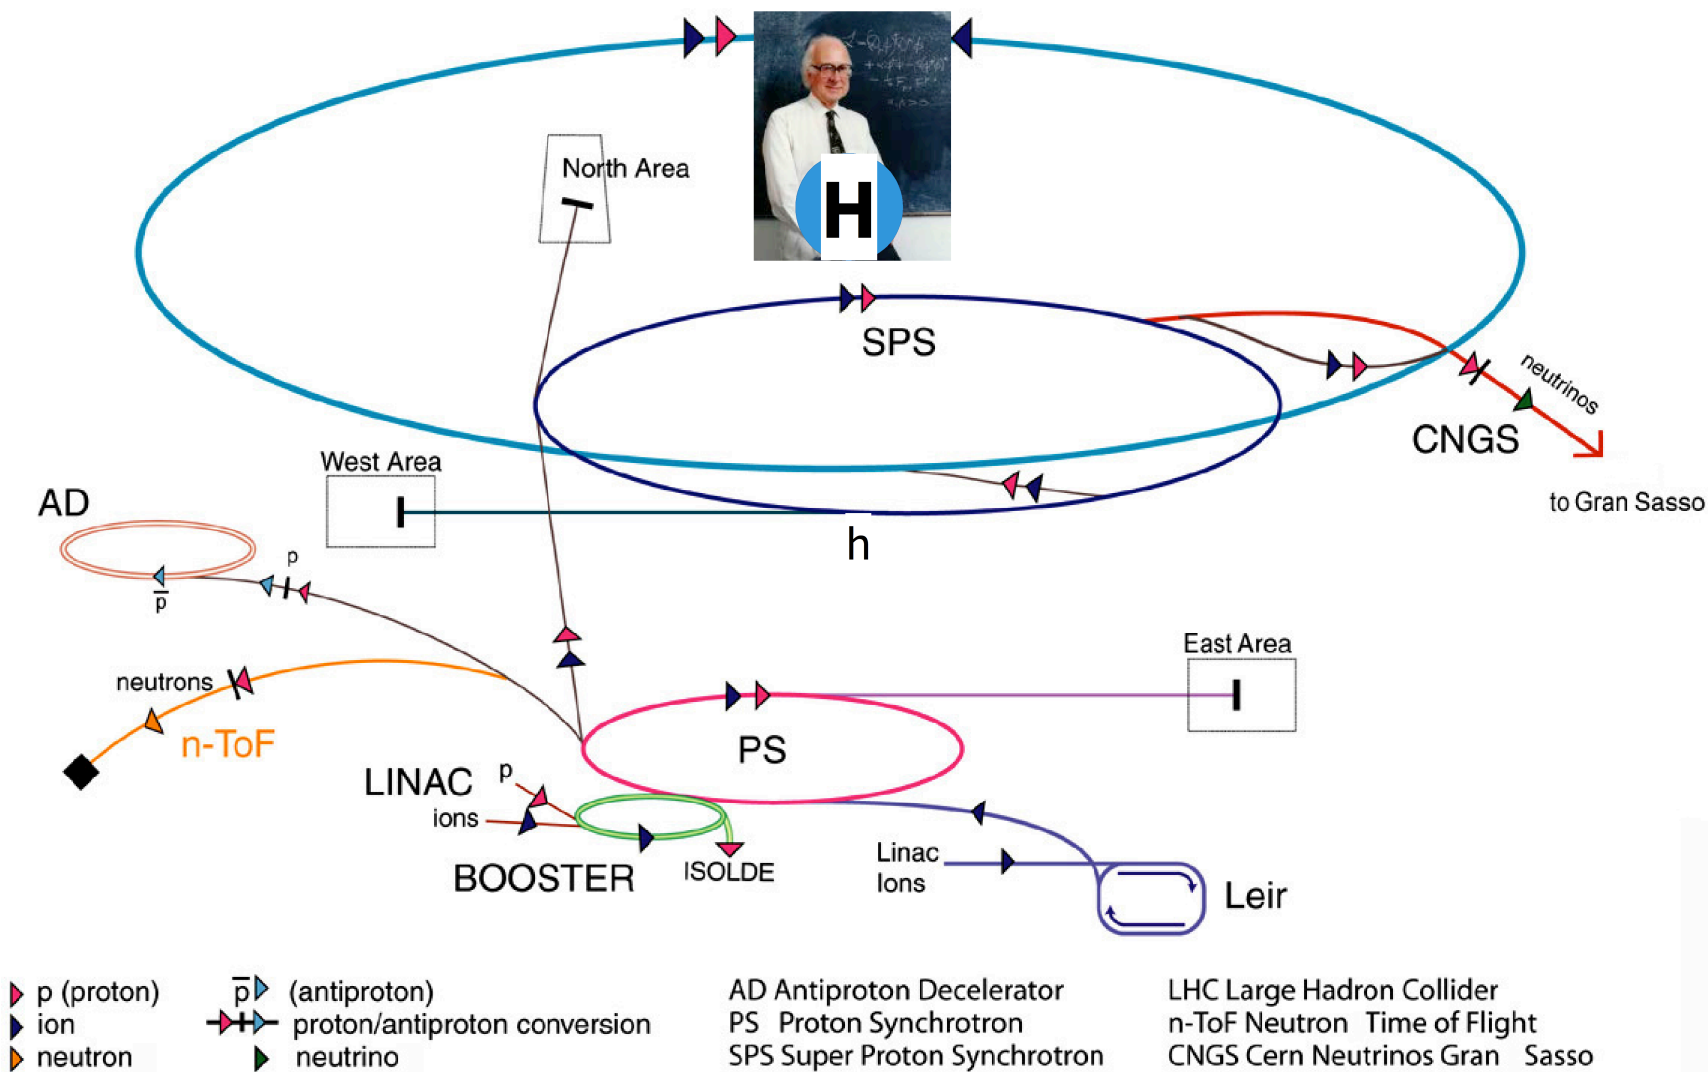 North Area
H
SPS
neutrinos
CNGS
to Gran Sasso
West Area
AD
p
p̅
h
East Area
neutrons
n-ToF
PS
LINAC
p
ions
BOOSTER
ISOLDE
Linac
Ions
Leir
p (proton)
ion
neutron
p̅ (antiproton)
proton/antiproton conversion
neutrino
AD Antiproton Decelerator
PS Proton Synchrotron
SPS Super Proton Synchrotron
LHC Large Hadron Collider
n-ToF Neutron Time of Flight
CNGS Cern Neutrinos Gran Sasso